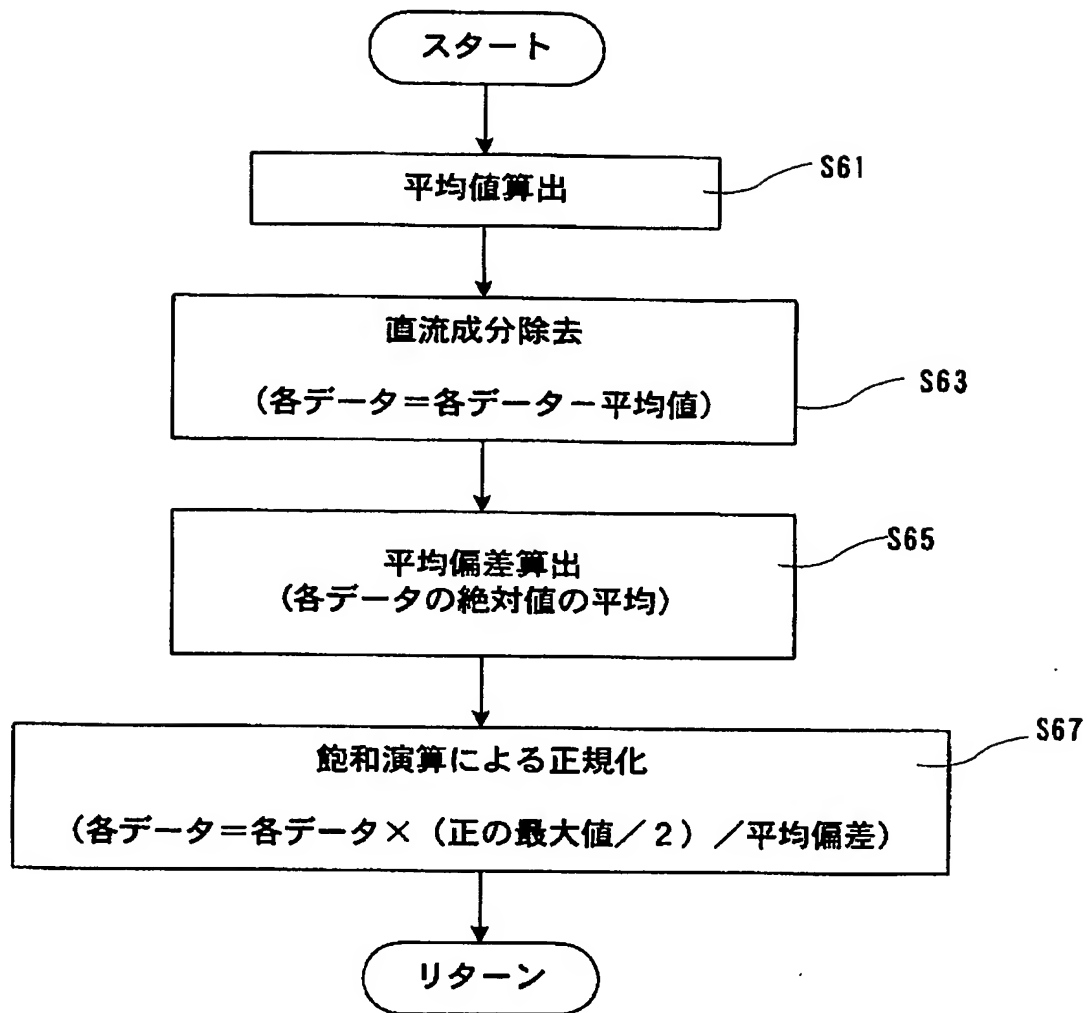 スタート
平均値算出
S61
直流成分除去
(各データ=各データー平均値)
S63
平均偏差算出
(各データの絶対値の平均)
S65
飽和演算による正規化
(各データ=各データ×(正の最大値/2)/平均偏差)
S67
リターン